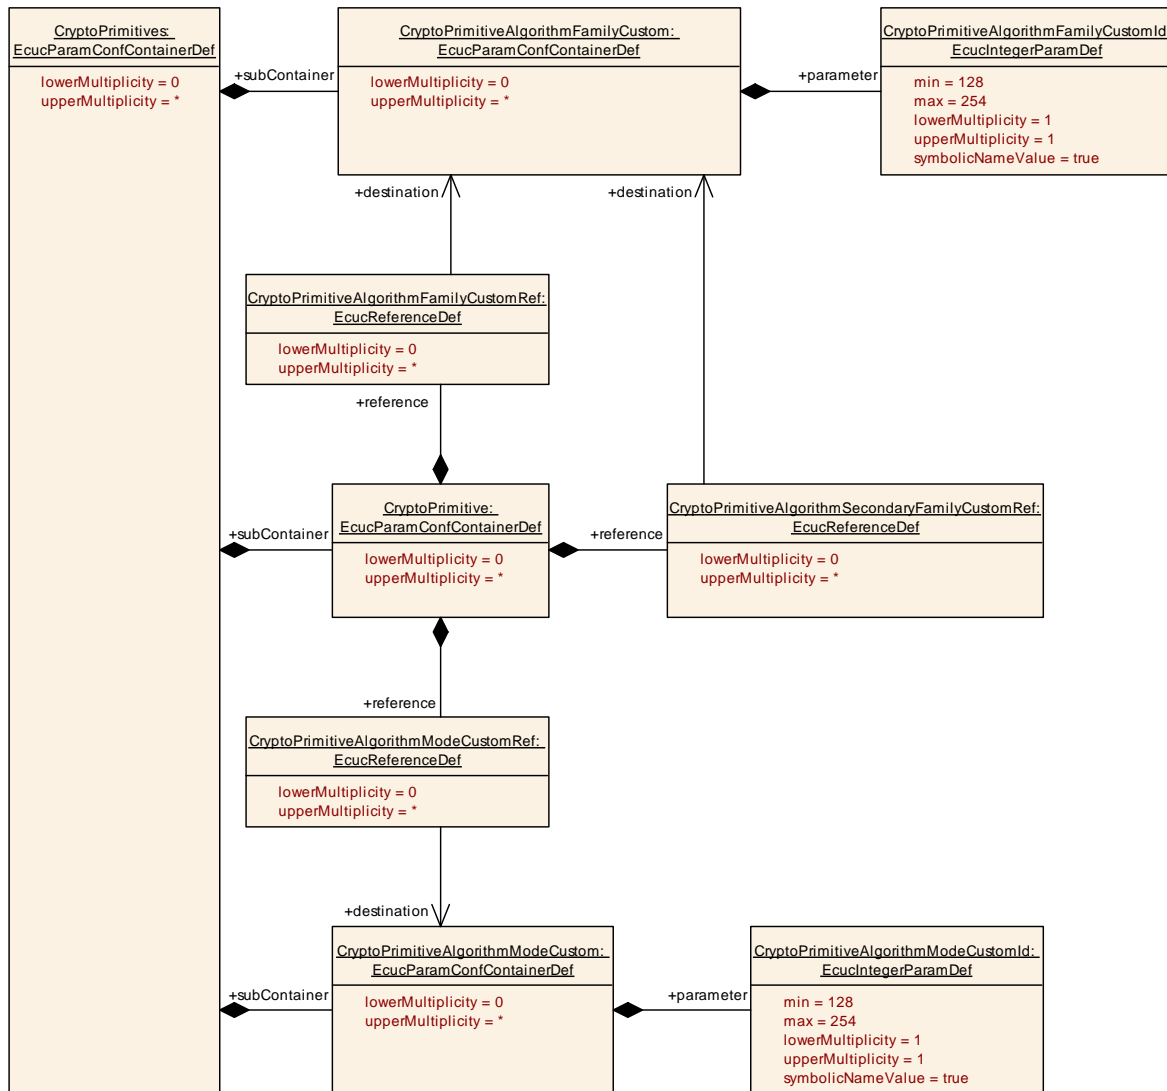 CryptoPrimitives:
EcucParamConfContainerDef
lowerMultiplicity = 0
upperMultiplicity = *
+subContainer
CryptoPrimitiveAlgorithmFamilyCustom:
EcucParamConfContainerDef
lowerMultiplicity = 0
upperMultiplicity = *
+parameter
CryptoPrimitiveAlgorithmFamilyCustomId:
EcucIntegerParamDef
min = 128
max = 254
lowerMultiplicity = 1
upperMultiplicity = 1
symbolicNameValue = true
+destination
+destination
CryptoPrimitiveAlgorithmFamilyCustomRef:
EcucReferenceDef
lowerMultiplicity = 0
upperMultiplicity = *
+reference
+subContainer
CryptoPrimitive:
EcucParamConfContainerDef
lowerMultiplicity = 0
upperMultiplicity = *
+reference
CryptoPrimitiveAlgorithmSecondaryFamilyCustomRef:
EcucReferenceDef
lowerMultiplicity = 0
upperMultiplicity = *
+reference
CryptoPrimitiveAlgorithmModeCustomRef:
EcucReferenceDef
lowerMultiplicity = 0
upperMultiplicity = *
+destination
+subContainer
CryptoPrimitiveAlgorithmModeCustom:
EcucParamConfContainerDef
lowerMultiplicity = 0
upperMultiplicity = *
+parameter
CryptoPrimitiveAlgorithmModeCustomId:
EcucIntegerParamDef
min = 128
max = 254
lowerMultiplicity = 1
upperMultiplicity = 1
symbolicNameValue = true